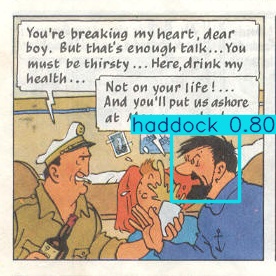 You're breaking my heart, dear
boy. But that's enough talk...You
must be thirsty... Here, drink my
health...
Not on your life!...
And you'll put us ashore
at
haddock 0.80